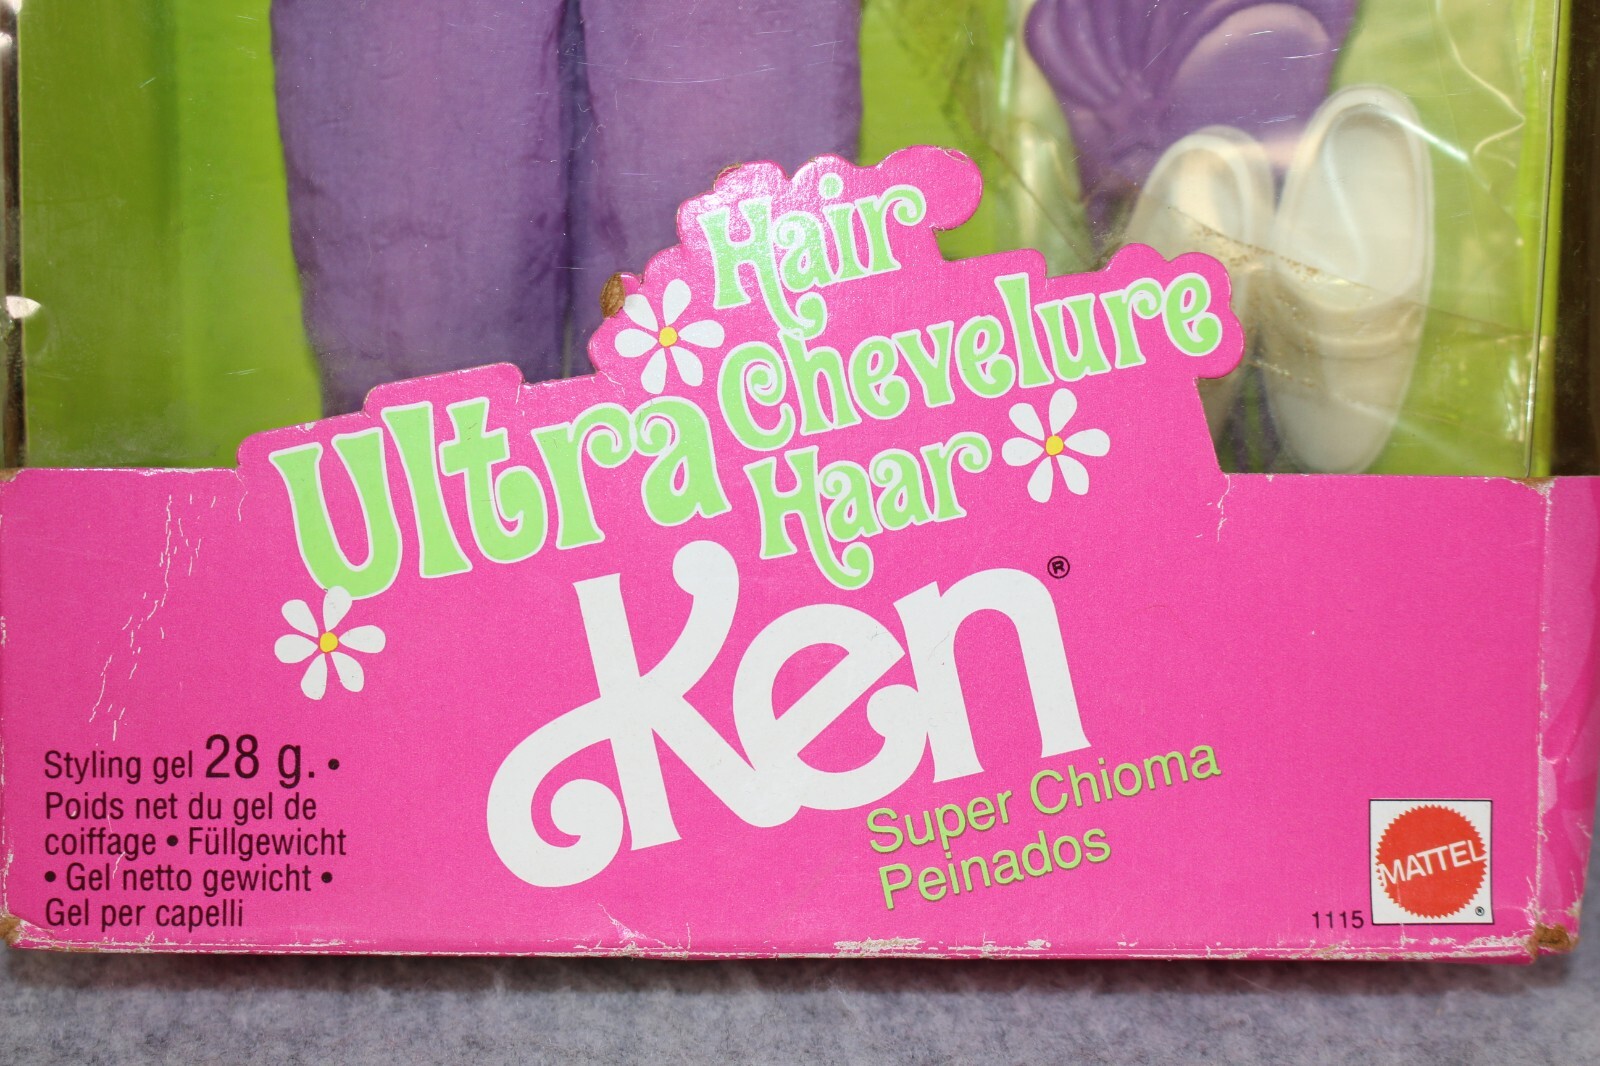 Hair
Ultra Chevelure
Haar
Ken®
Super Chioma
Peinados
Styling gel 28 g. •
Poids net du gel de
coiffage • Füllgewicht
• Gel netto gewicht •
Gel per capelli
1115 MATTEL®